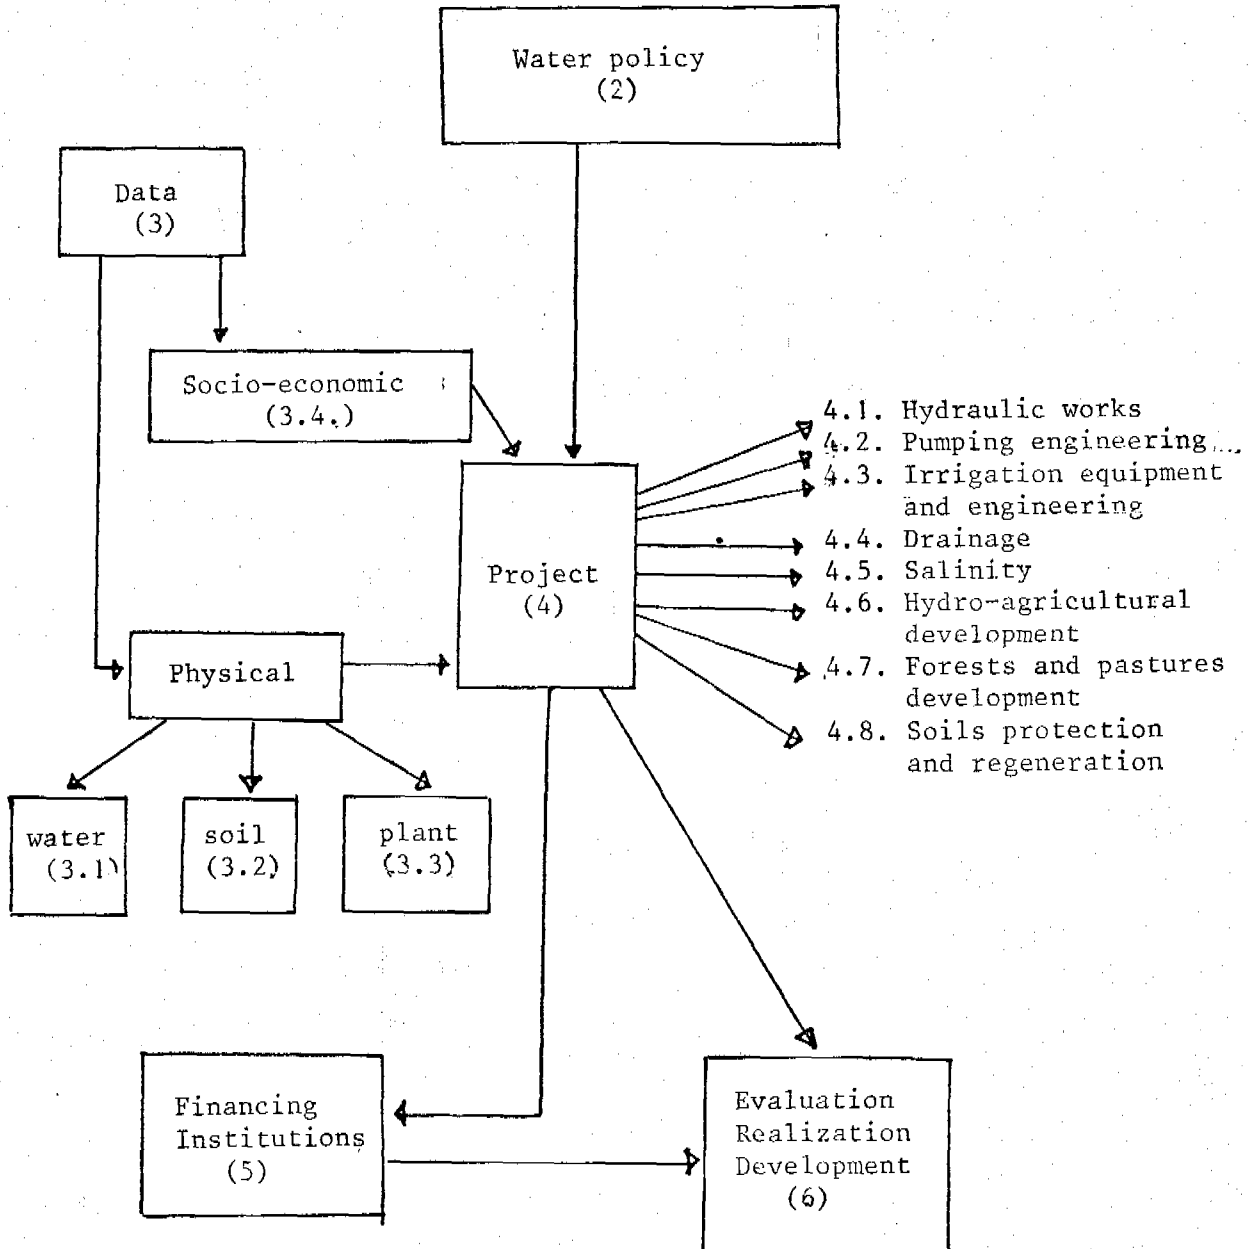 Water policy
(2)
Data
(3)
Socio-economic
(3.4.)
4.1. Hydraulic works
4.2. Pumping engineering...
4.3. Irrigation equipment
and engineering
4.4. Drainage
4.5. Salinity
4.6. Hydro-agricultural
development
4.7. Forests and pastures
development
4.8. Soils protection
and regeneration
Project
(4)
Physical
water
(3.1)
soil
(3.2)
plant
(3.3)
Financing
Institutions
(5)
Evaluation
Realization
Development
(6)